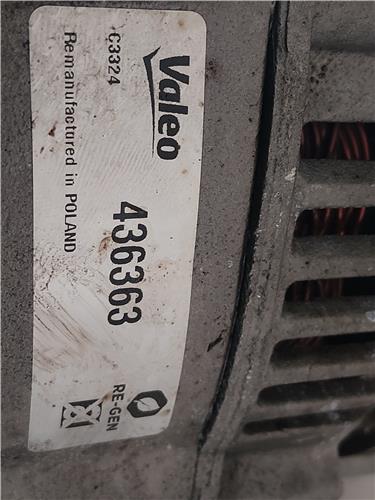 Valeo
C3324
436363
Remanufactured in POLAND
RE-GEN